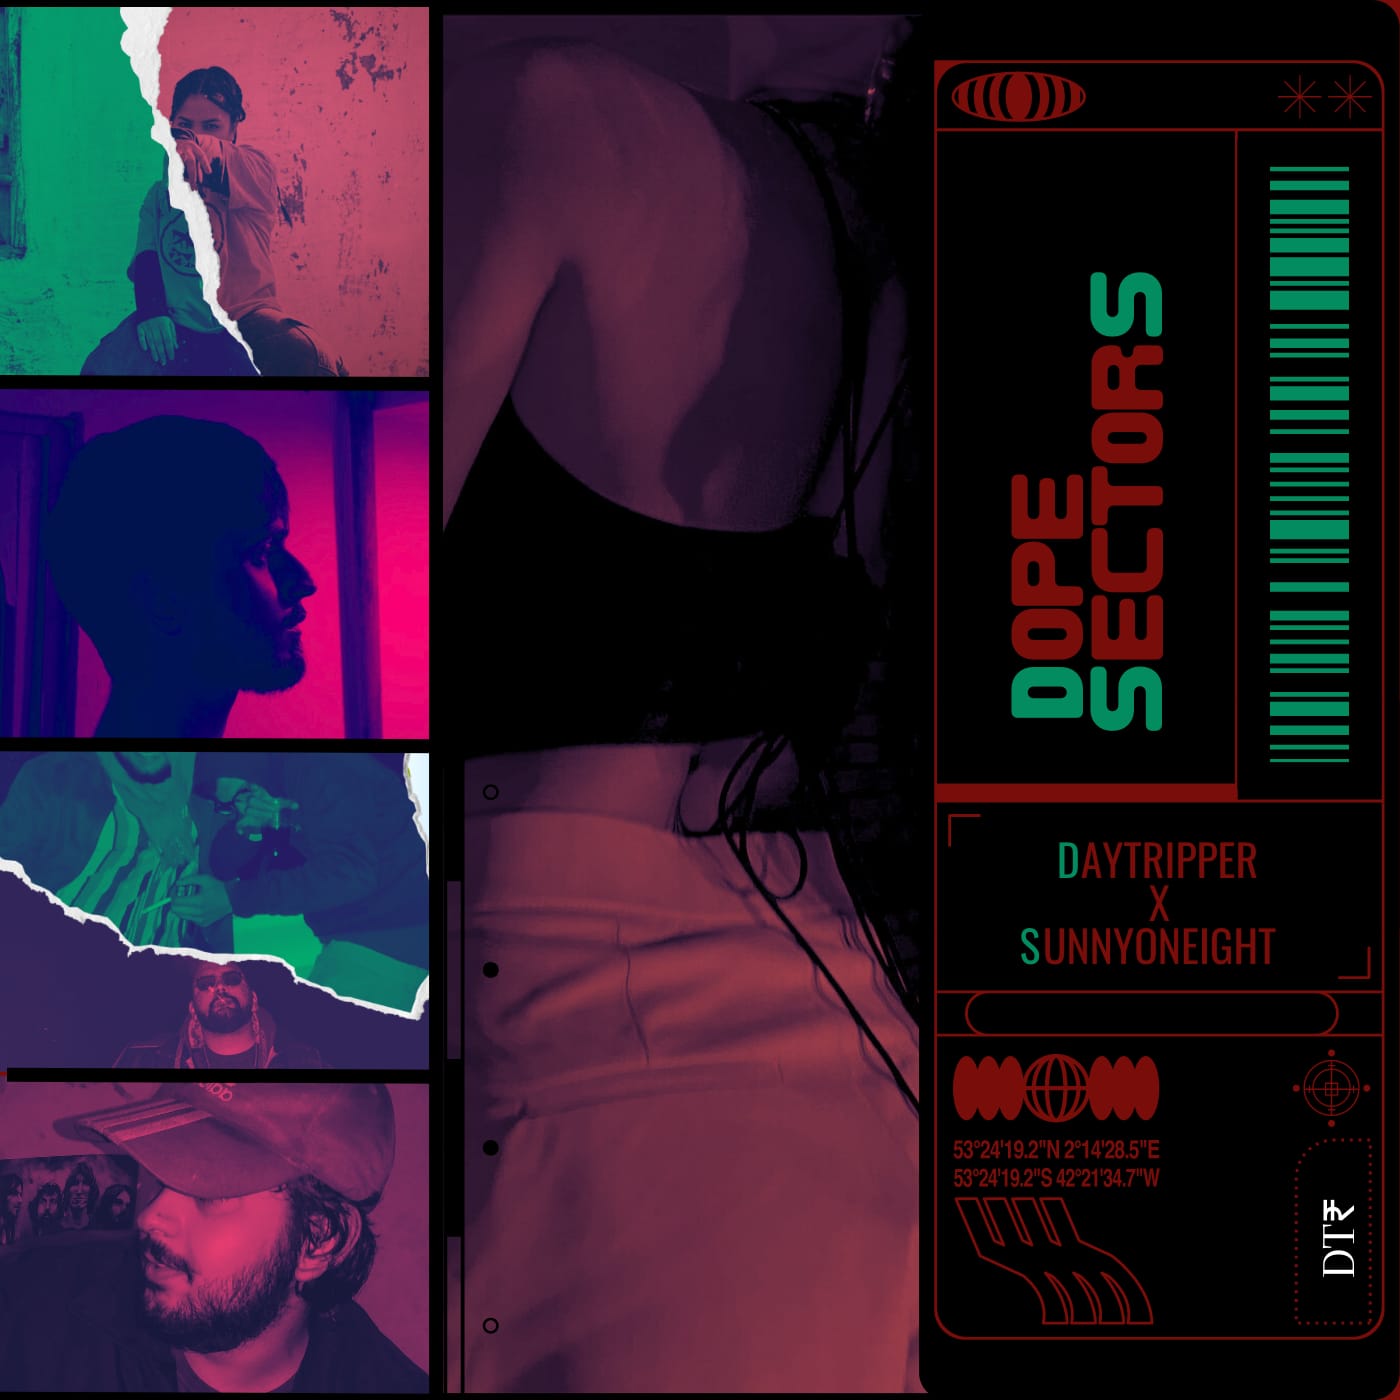 DOPE
SECTORS
DAYTRIPPER
X
SUNNYONEIGHT
53°24'19.2"N 2°14'28.5"E
53°24'19.2"S 42°21'34.7"W
DT₹